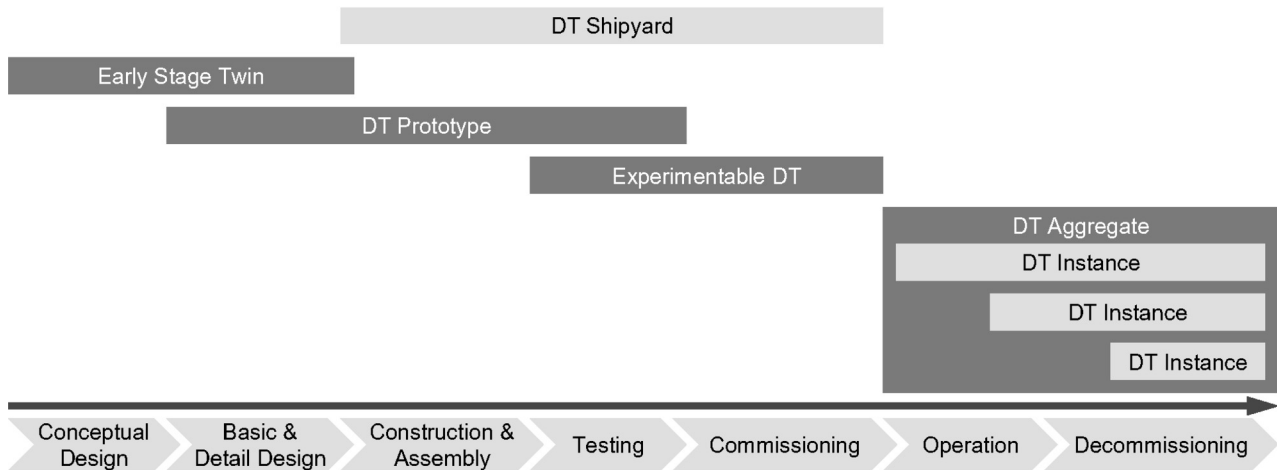 DT Shipyard
Early Stage Twin
DT Prototype
Experimentable DT
DT Aggregate
DT Instance
DT Instance
DT Instance
Conceptual
Design
Basic &
Detail Design
Construction &
Assembly
Testing
Commissioning
Operation
Decommissioning